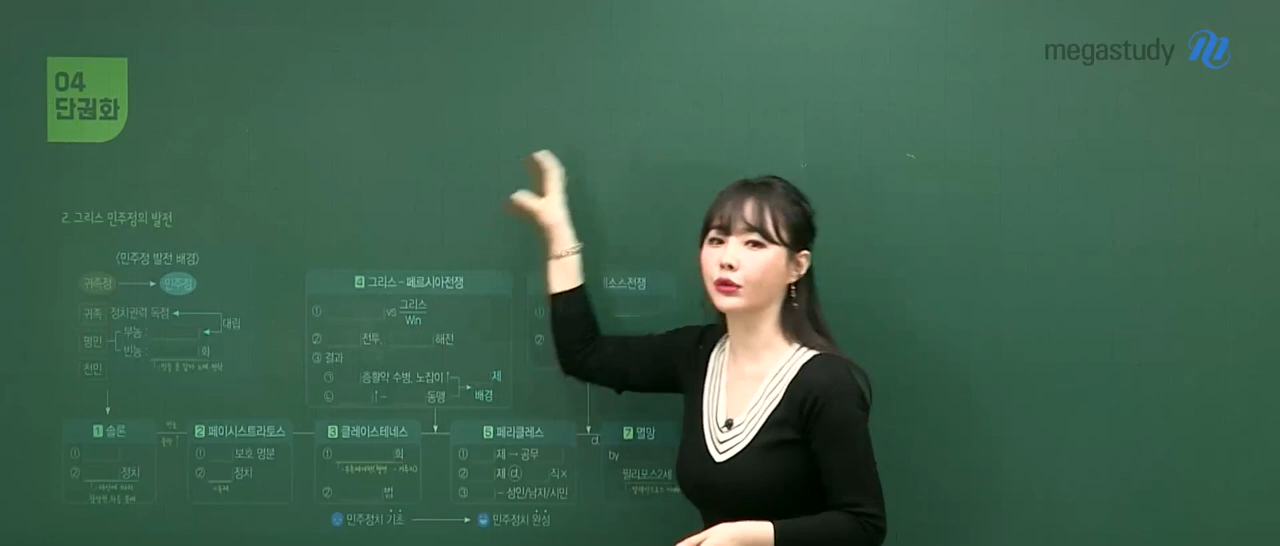 megastudy
04
단권화
2. 그리스 민주정의 발전
<민주정 발전 배경>
귀족정 → 민주정
귀족 정치권력 독점
대립
평민
부농 :
빈농 : 화
천민
4 그리스 - 페르시아전쟁
① vs 그리스
Win
② 전투, 해전
③ 결과
㉠ 증활약 수병, 노잡이↑
제
㉡ ↑- 동맹
배경
소스전쟁
①
②
1 솔론
①
② 정치
2 페이시스트라토스
① 보호 명분
② 정치
3 클레이스테네스
① 회
② 법
5 페리클레스
① 제 → 공무
② 제 ⓓ 직×
③ - 성인/남자/시민
d.
7 멸망
by
필리포스2세
민주정치 기초 → 민주정치 완성